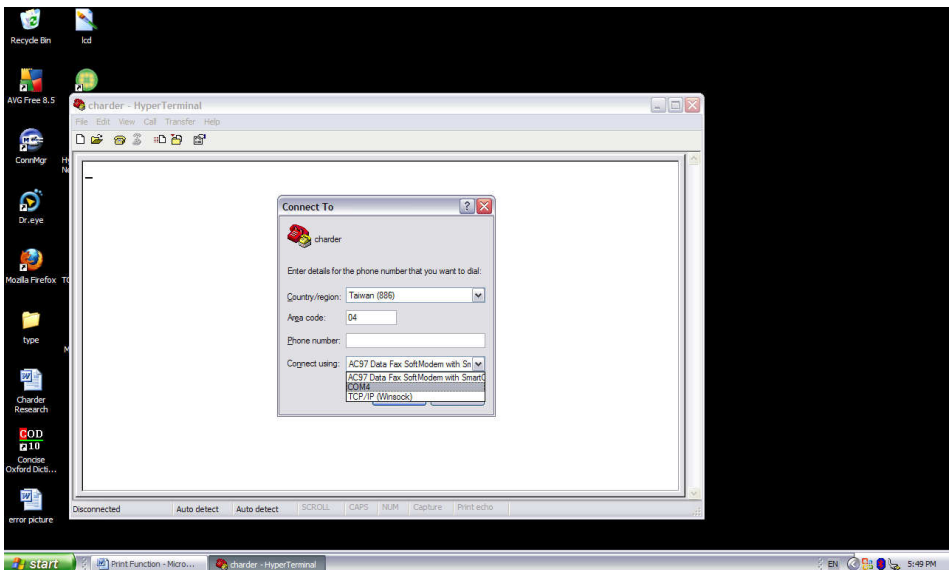 Recycle Bin
lcd
AVG Free 8.5
ConnMgr
Dr.eye
Mozilla Firefox
type
Charder
Research
COD
10
Concise
Oxford Dicti...
error picture
charder - HyperTerminal
File Edit View Call Transfer Help
Connect To
charder
Enter details for the phone number that you want to dial:
Country/region: Taiwan (886)
Area code: 04
Phone number:
Connect using: AC97 Data Fax SoftModem with Sn
AC97 Data Fax SoftModem with SmartC
COM4
TCP/IP (Winsock)
Disconnected Auto detect Auto detect SCROLL CAPS NUM Capture Print echo
start Print Function - Micro... charder - HyperTerminal EN 5:49 PM